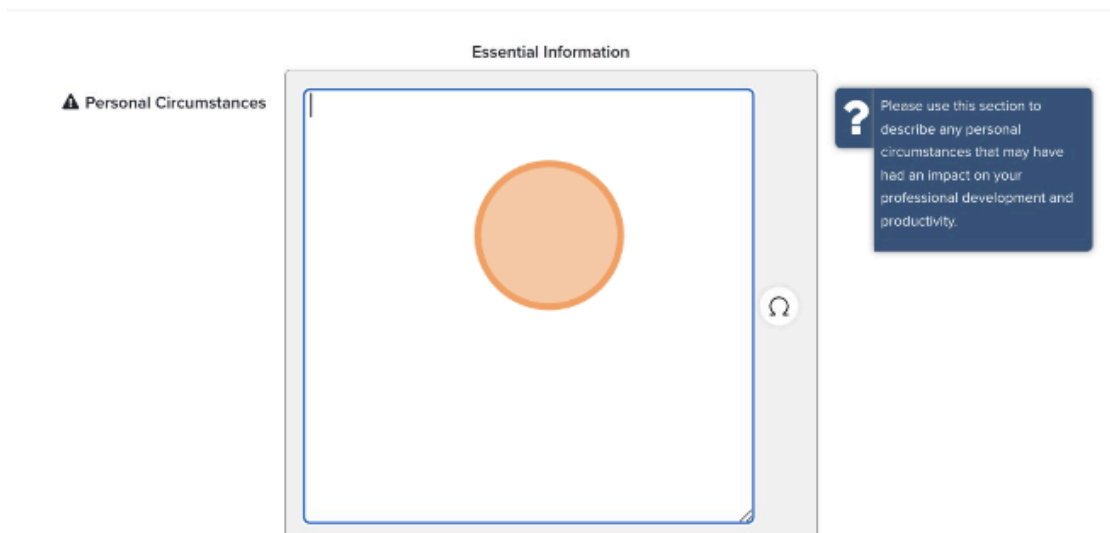 Essential Information
Personal Circumstances
?
Please use this section to
describe any personal
circumstances that may have
had an impact on your
professional development and
productivity.
Ω